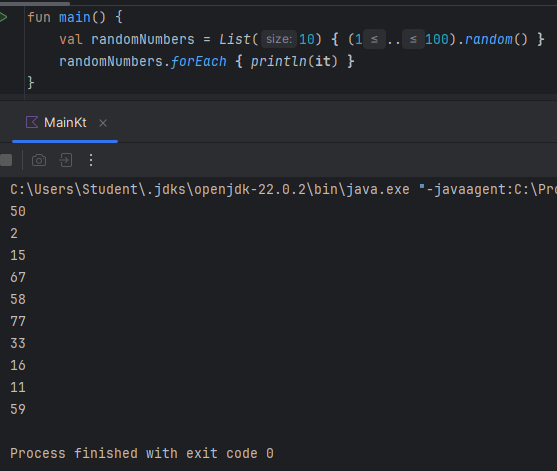 fun main() {
val randomNumbers = List( size: 10) { (1 ≤ .. ≤ 100).random() }
randomNumbers.forEach { println(it) }
}
MainKt ×
C:\Users\Student\.jdks\openjdk-22.0.2\bin\java.exe "-javaagent:C:\Pro
50
2
15
67
58
77
33
16
11
59
Process finished with exit code 0